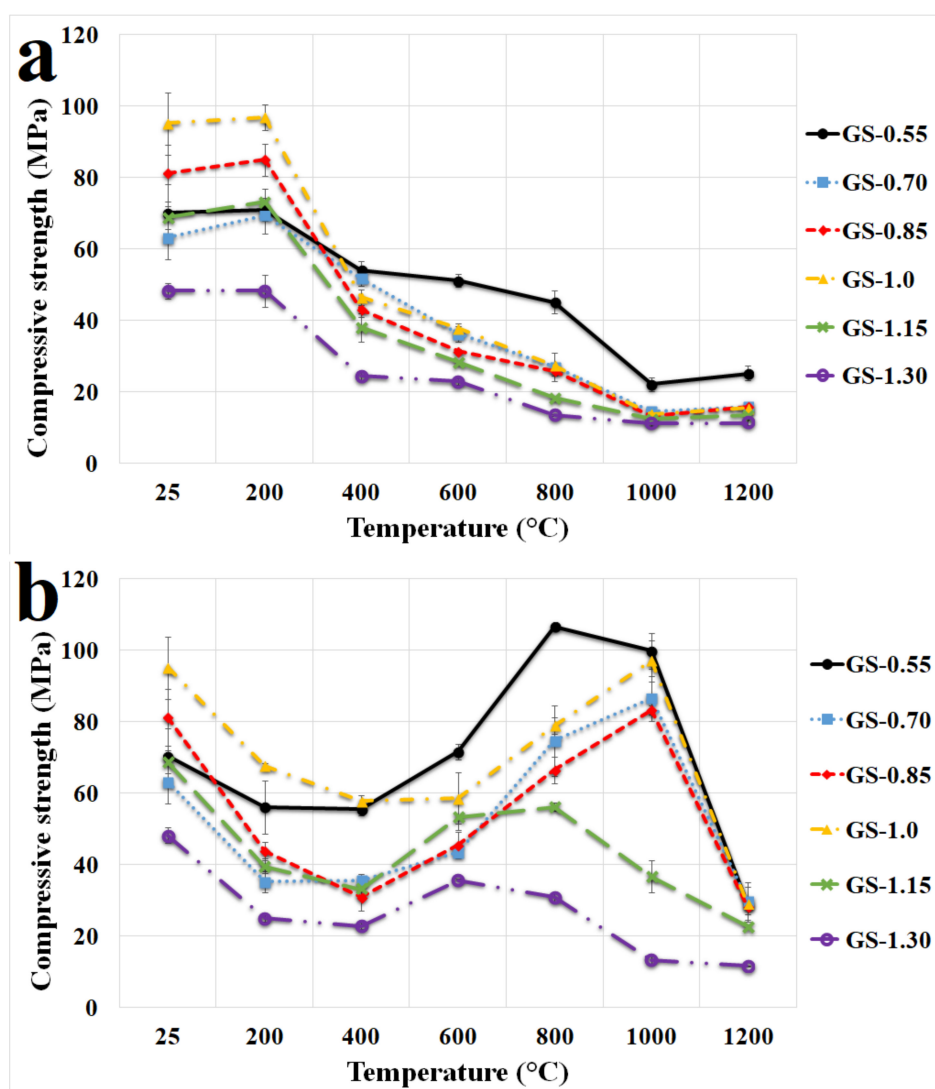 a
Compressive strength (MPa)
120
100
80
60
40
20
0
25 200 400 600 800 1000 1200
Temperature (°C)
GS-0.55
GS-0.70
GS-0.85
GS-1.0
GS-1.15
GS-1.30
b
Compressive strength (MPa)
120
100
80
60
40
20
0
25 200 400 600 800 1000 1200
Temperature (°C)
GS-0.55
GS-0.70
GS-0.85
GS-1.0
GS-1.15
GS-1.30